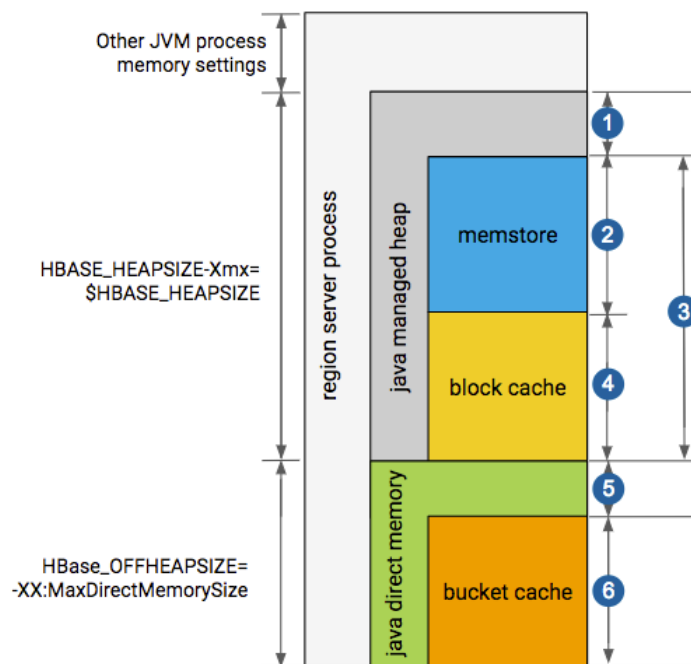 Other JVM process
memory settings
1
memstore
2
HBASE_HEAPSIZE-Xmx=
$HBASE_HEAPSIZE
region server process
java managed heap
3
block cache
4
5
HBase_OFFHEAPSIZE=
-XX:MaxDirectMemorySize
java direct memory
bucket cache
6